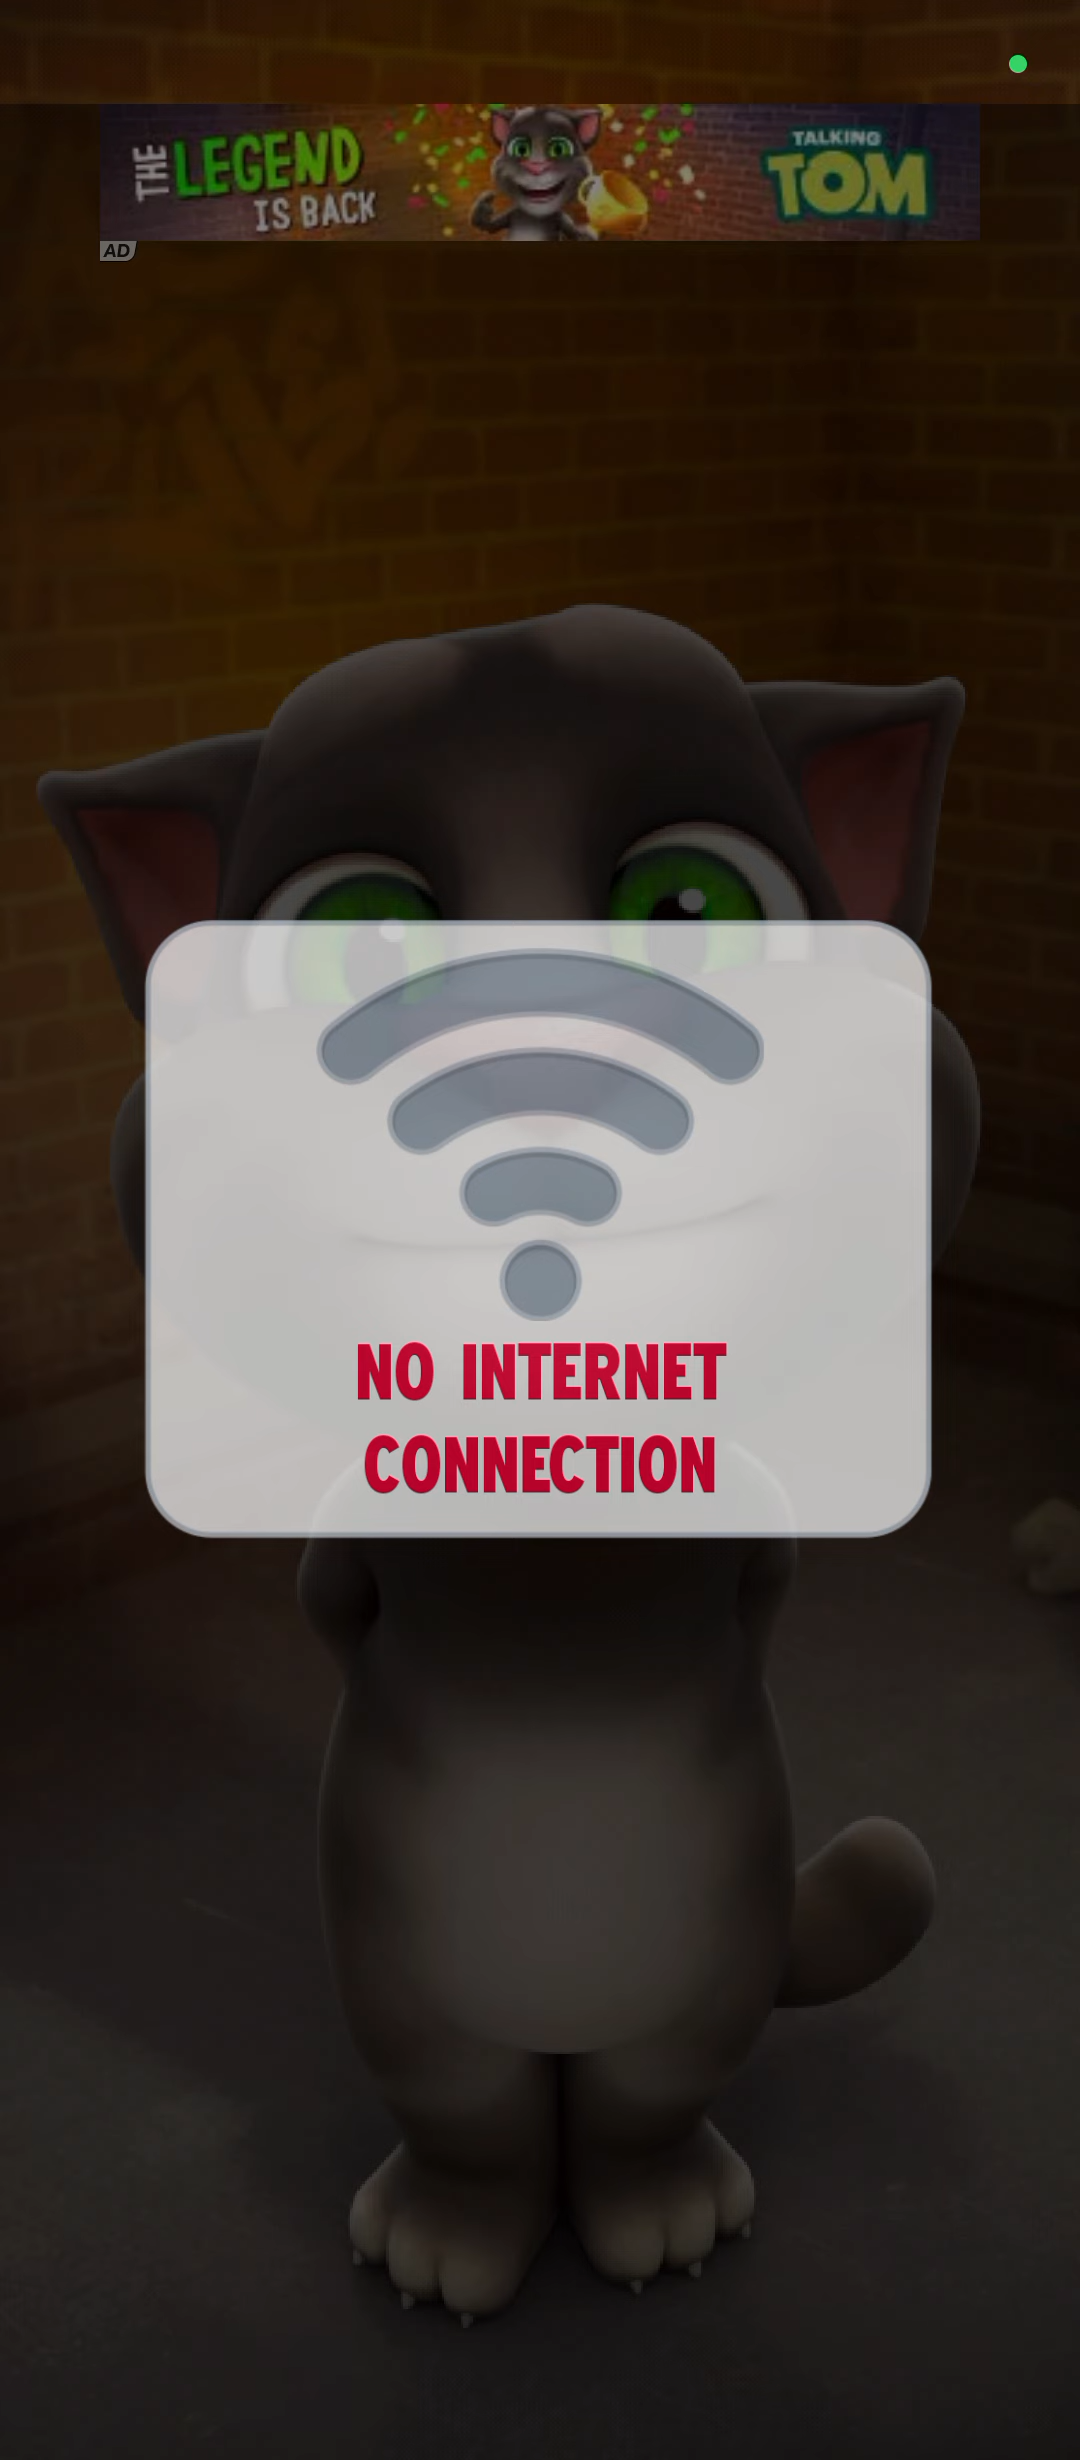 THE LEGEND
IS BACK
TALKING
TOM
AD
NO INTERNET
CONNECTION